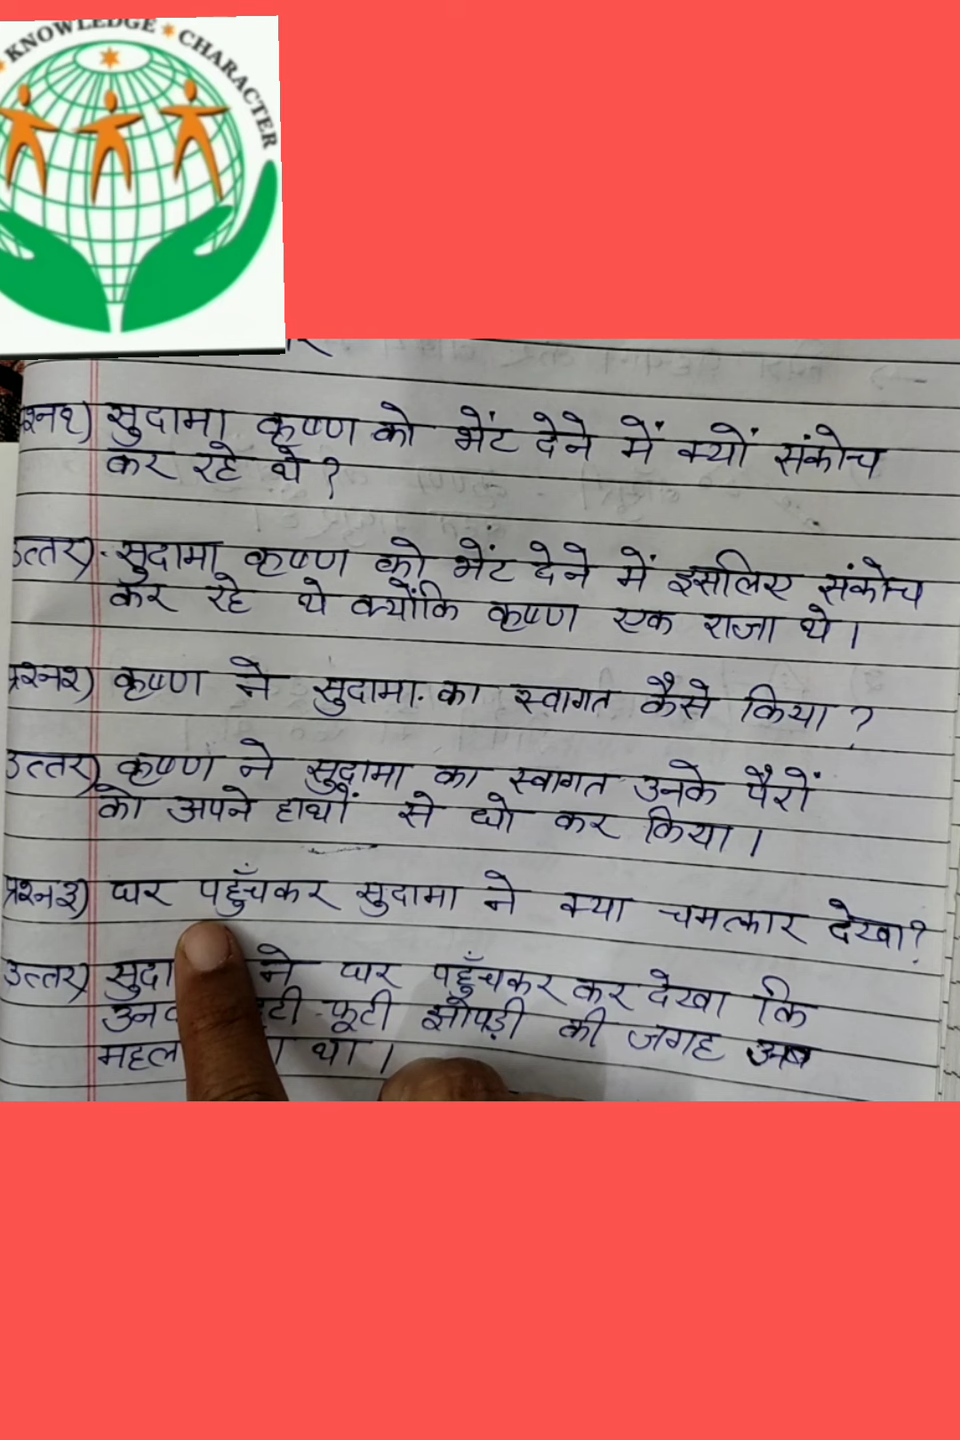 KNOWLEDGE CHARACTER
प्रश्न१) सुदामा कृष्ण को भेंट देने में क्यों संकोच
कर रहे थे?
उत्तर). सुदामा कृष्ण को भेंट देने में इसलिए संकोच
कर रहे थे क्योंकि कृष्ण एक राजा थे।
प्रश्न२) कृष्ण ने सुदामा.का स्वागत कैसे किया?
उत्तर) कृष्ण ने सुदामा का स्वागत उनके पैरों
को अपने हाथों से धो कर किया।
प्रश्न३) घर पहुँचकर सुदामा ने क्या चमत्कार देखा?
उत्तर) ने घर पहुँचकर कर देखा कि
फूटी झोपड़ी की जगह अब
महल था।